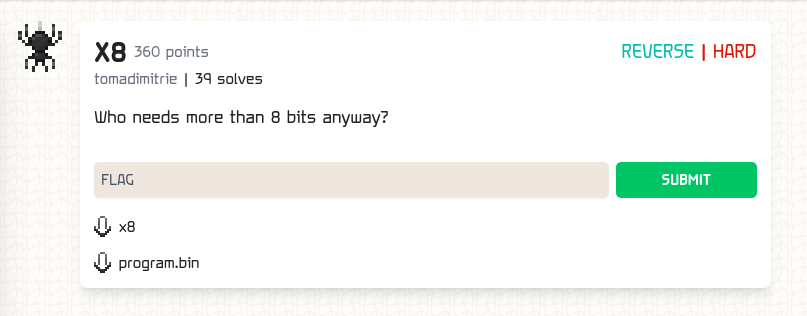 X8 360 points REVERSE | HARD
tomadimitrie | 39 solves
Who needs more than 8 bits anyway?
FLAG SUBMIT
x8
program.bin